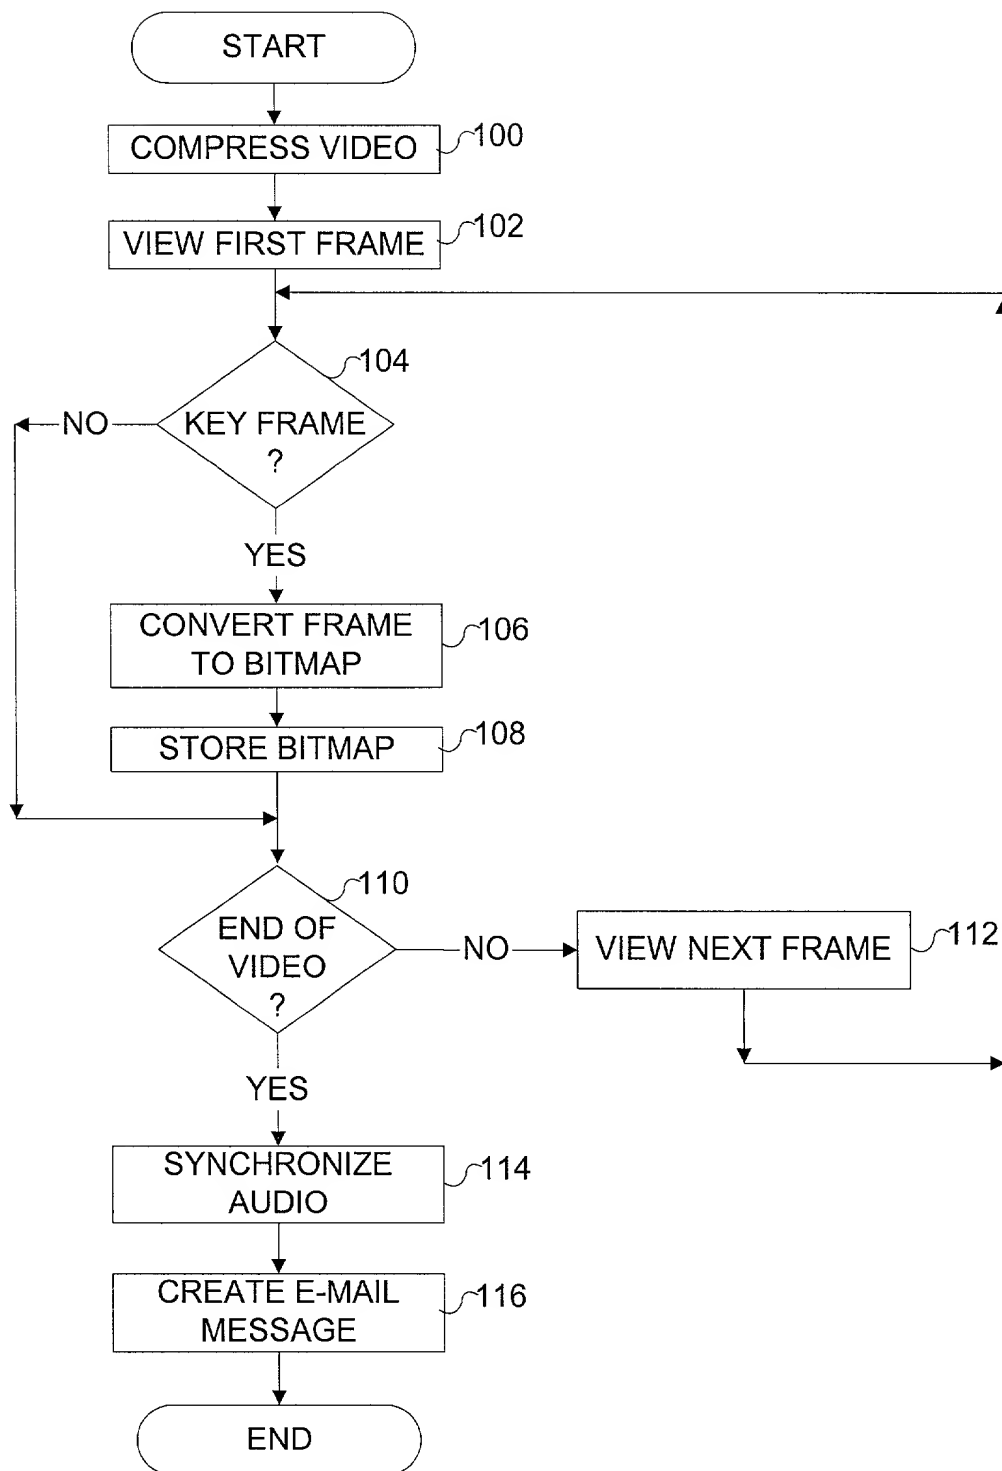 START
COMPRESS VIDEO
100
VIEW FIRST FRAME
102
104
KEY FRAME
?
NO
YES
CONVERT FRAME
TO BITMAP
106
STORE BITMAP
108
110
END OF
VIDEO
?
NO
VIEW NEXT FRAME
112
YES
SYNCHRONIZE
AUDIO
114
CREATE E-MAIL
MESSAGE
116
END